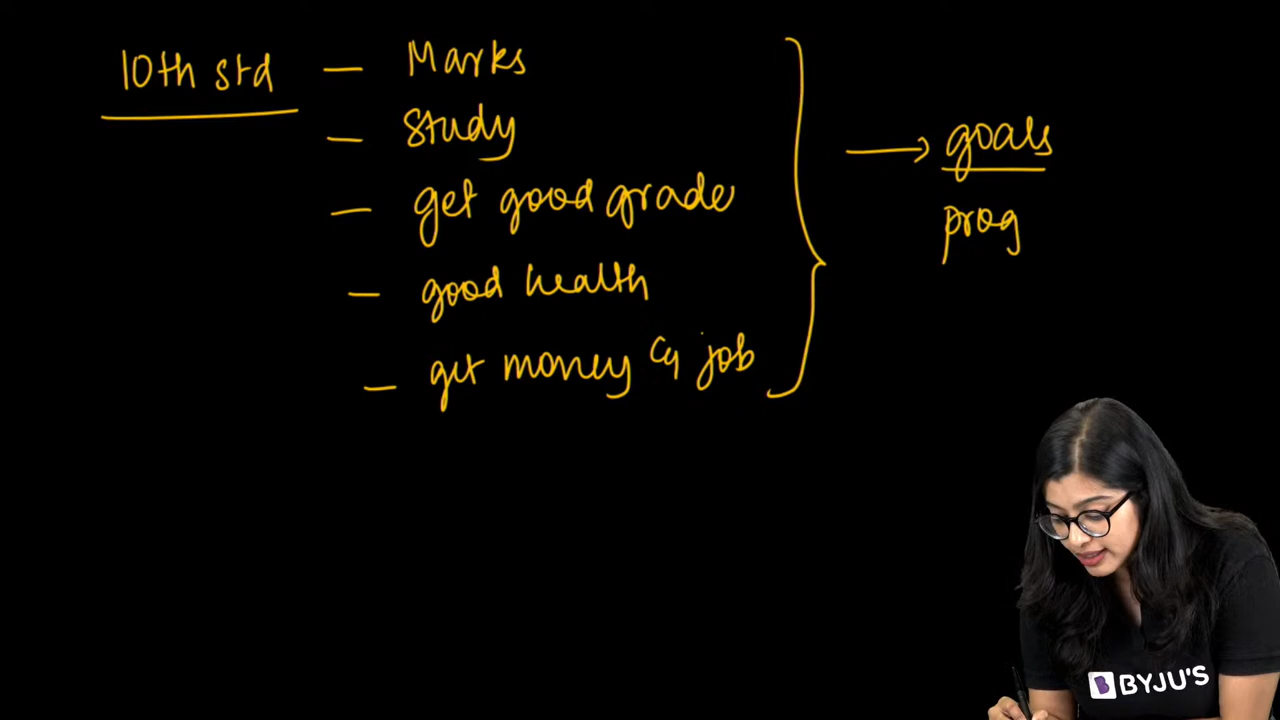 10th std — Marks
— Study
— get good grade
— good health
— get money & job
→ goals
prog
BYJU'S